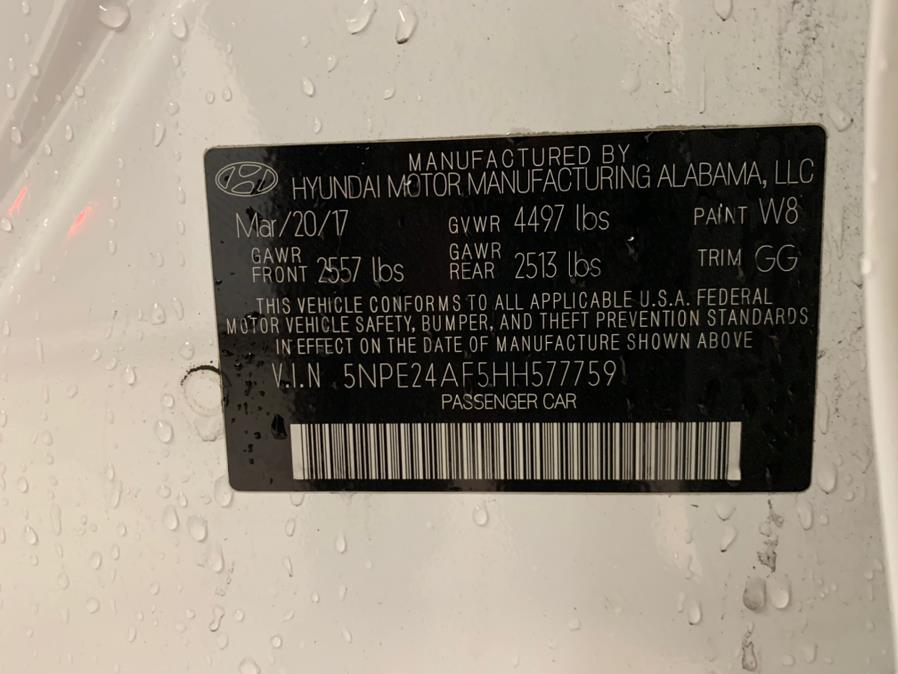 MANUFACTURED BY
HYUNDAI MOTOR MANUFACTURING ALABAMA, LLC
Mar/20/17 GVWR 4497 lbs PAINT W8
GAWR FRONT 2557 lbs GAWR REAR 2513 lbs TRIM GG
THIS VEHICLE CONFORMS TO ALL APPLICABLE U.S.A. FEDERAL
MOTOR VEHICLE SAFETY, BUMPER, AND THEFT PREVENTION STANDARDS
IN EFFECT ON THE DATE OF MANUFACTURE SHOWN ABOVE
V.I.N 5NPE24AF5HH577759
PASSENGER CAR